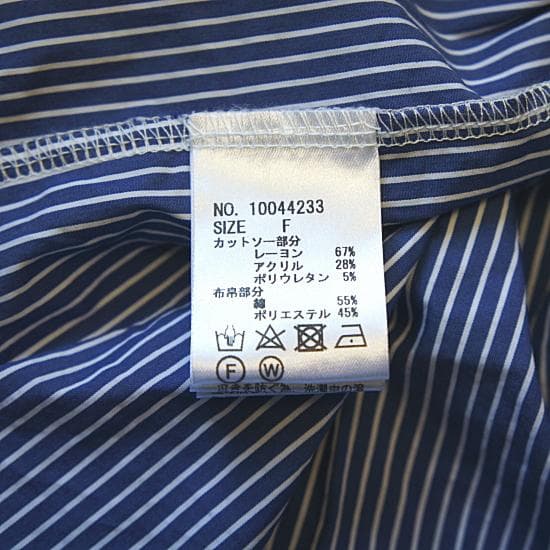 NO. 10044233
SIZE F
カットソー部分
レーヨン 67%
アクリル 28%
ポリウレタン 5%
布帛部分
綿 55%
ポリエステル 45%
F W